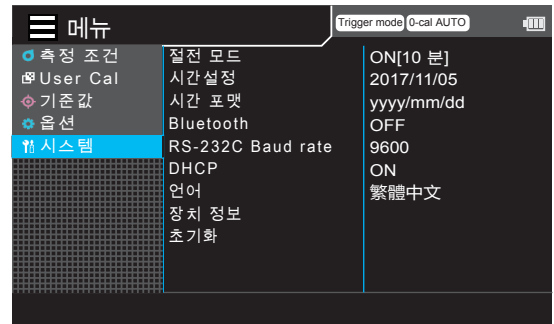 메뉴
Trigger mode 0-cal AUTO
측정 조건
User Cal
기준값
옵션
시스템
절전 모드 ON[10 분]
시간설정 2017/11/05
시간 포맷 yyyy/mm/dd
Bluetooth OFF
RS-232C Baud rate 9600
DHCP ON
언어 繁體中文
장치 정보
초기화